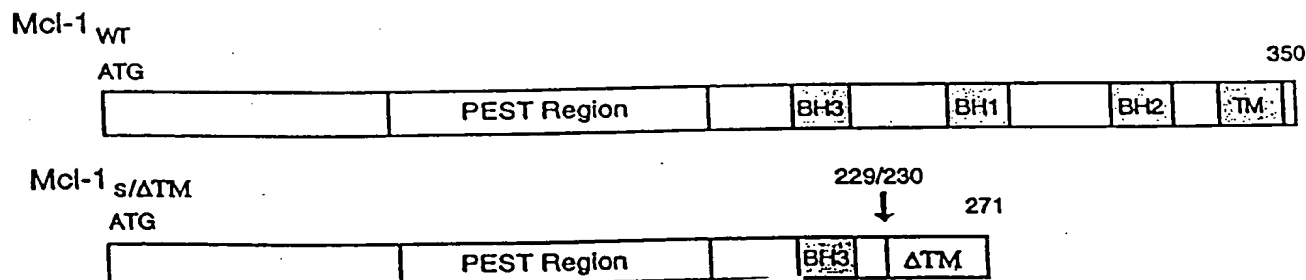 Mcl-1 WT
ATG
350
PEST Region BH3 BH1 BH2 TM
Mcl-1 s/ΔTM
229/230
ATG
271
PEST Region BH3 ΔTM